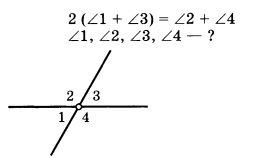 2 (∠1 + ∠3) = ∠2 + ∠4
∠1, ∠2, ∠3, ∠4 — ?
2 3
1 4